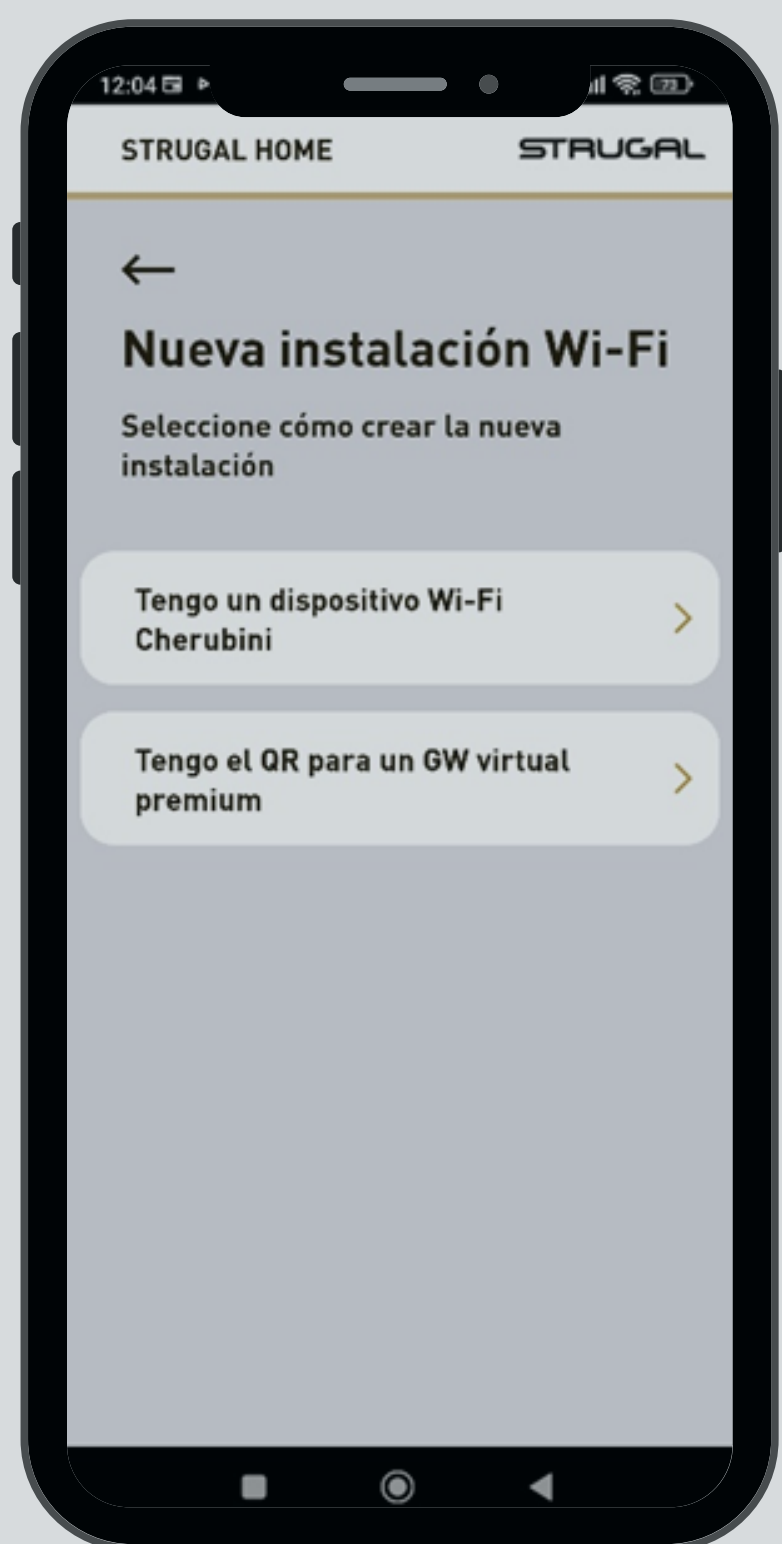 12:04
73
STRUGAL HOME
STRUGAL
Nueva instalación Wi-Fi
Seleccione cómo crear la nueva
instalación
Tengo un dispositivo Wi-Fi
Cherubini
Tengo el QR para un GW virtual
premium